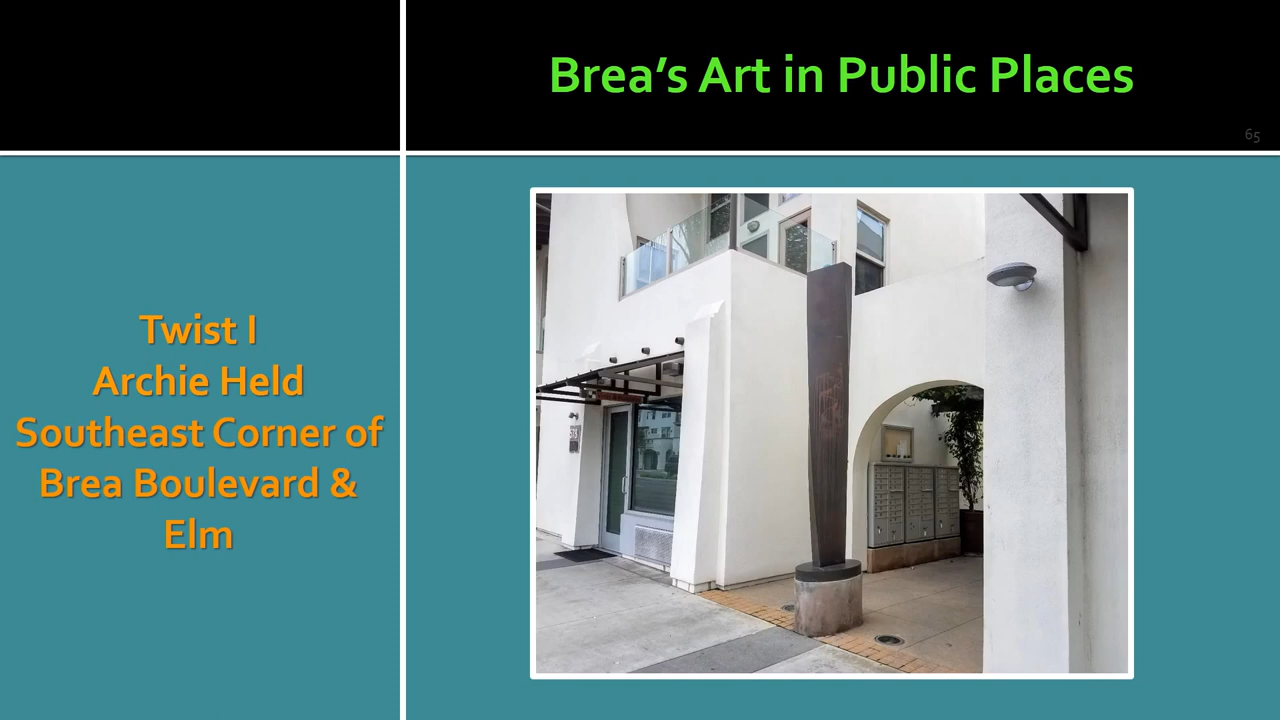 Brea's Art in Public Places
65
Twist I
Archie Held
Southeast Corner of
Brea Boulevard &
Elm